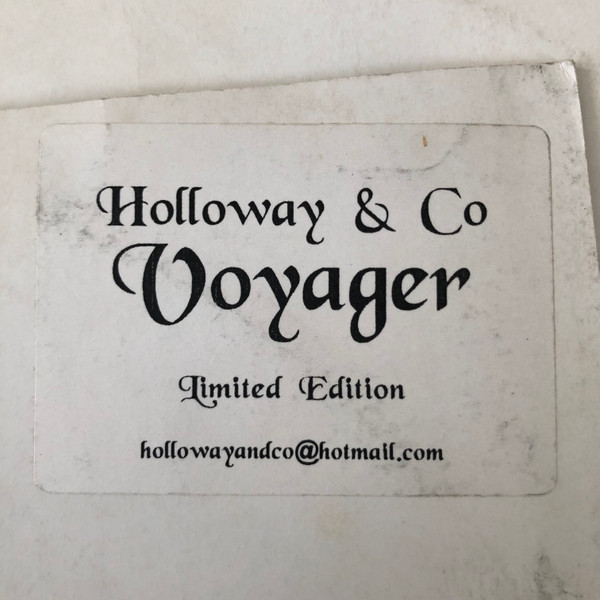 Holloway & Co
Voyager
Limited Edition
hollowayandco@hotmail.com